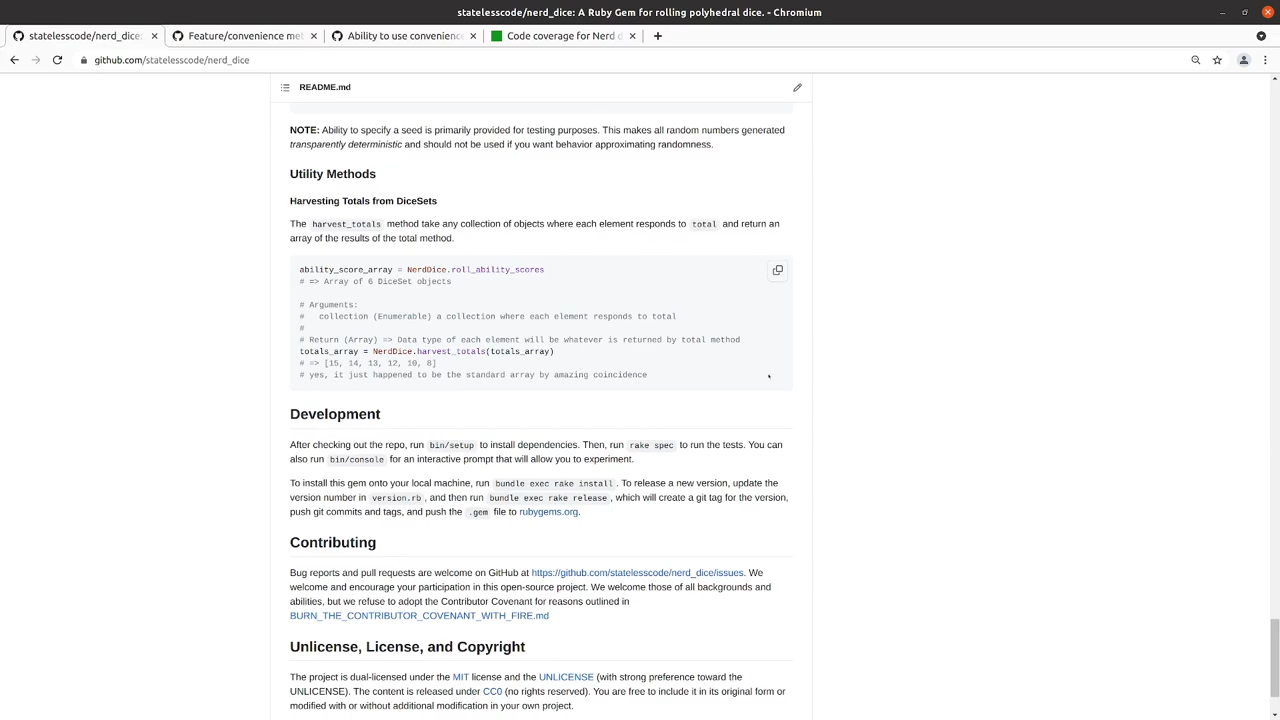 statelesscode/nerd_dice: A Ruby Gem for rolling polyhedral dice. - Chromium
statelesscode/nerd_dice:
Feature/convenience met
Ability to use convenience
Code coverage for Nerd d
github.com/statelesscode/nerd_dice
README.md
NOTE: Ability to specify a seed is primarily provided for testing purposes. This makes all random numbers generated
transparently deterministic and should not be used if you want behavior approximating randomness.
Utility Methods
Harvesting Totals from DiceSets
The harvest_totals method take any collection of objects where each element responds to total and return an
array of the results of the total method.
ability_score_array = NerdDice.roll_ability_scores
# => Array of 6 DiceSet objects
# Arguments:
#   collection (Enumerable) a collection where each element responds to total
#
# Return (Array) => Data type of each element will be whatever is returned by total method
totals_array = NerdDice.harvest_totals(totals_array)
# => [15, 14, 13, 12, 10, 8]
# yes, it just happened to be the standard array by amazing coincidence
Development
After checking out the repo, run bin/setup to install dependencies. Then, run rake spec to run the tests. You can
also run bin/console for an interactive prompt that will allow you to experiment.
To install this gem onto your local machine, run bundle exec rake install. To release a new version, update the
version number in version.rb, and then run bundle exec rake release, which will create a git tag for the version,
push git commits and tags, and push the .gem file to rubygems.org.
Contributing
Bug reports and pull requests are welcome on GitHub at https://github.com/statelesscode/nerd_dice/issues. We
welcome and encourage your participation in this open-source project. We welcome those of all backgrounds and
abilities, but we refuse to adopt the Contributor Covenant for reasons outlined in
BURN_THE_CONTRIBUTOR_COVENANT_WITH_FIRE.md
Unlicense, License, and Copyright
The project is dual-licensed under the MIT license and the UNLICENSE (with strong preference toward the
UNLICENSE). The content is released under CC0 (no rights reserved). You are free to include it in its original form or
modified with or without additional modification in your own project.